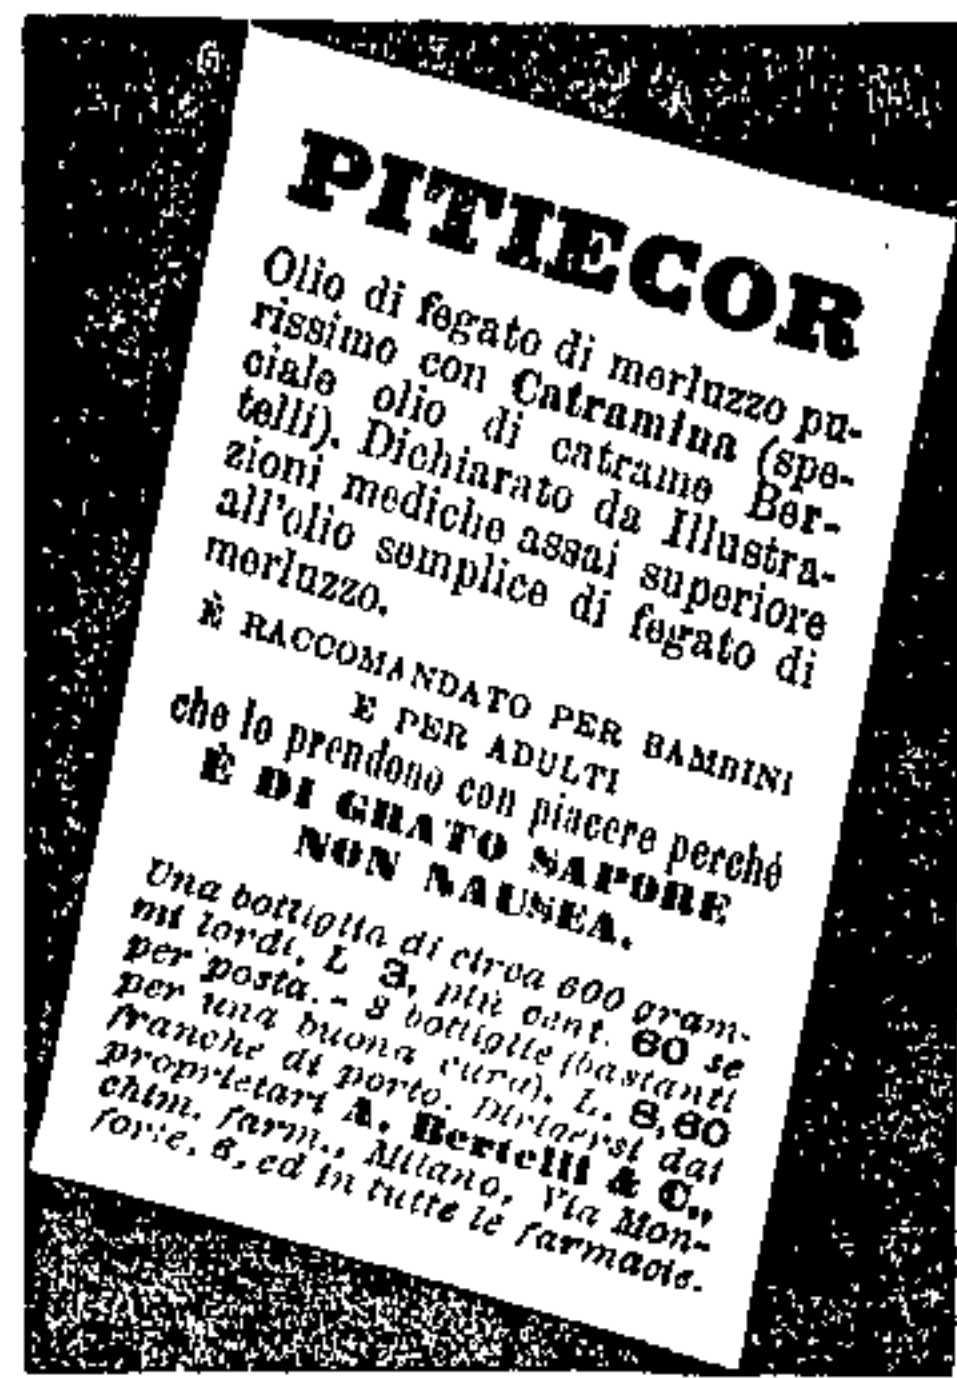 PITIECOR
Olio di fegato di merluzzo pu-
rissimo con Catramina (spe-
ciale olio di catrame Ber-
telli). Dichiarato da Illustra-
zioni mediche assai superiore
all'olio semplice di fegato di
merluzzo.
È RACCOMANDATO PER BAMBINI
E PER ADULTI
che lo prendono con piacere perché
È DI GRATO SAPORE
NON NAUSEA.
Una bottiglia di circa 600 gram-
mi lordi, L 3, più cent. 60 se
per posta. - 3 bottiglie (bastanti
per una buona cura), L. 8,60
franche di porto. Dirigersi dai
proprietari A. Bertelli & C.,
chim. farm., Milano, Via Mon-
forte, 6, ed in tutte le farmacie.